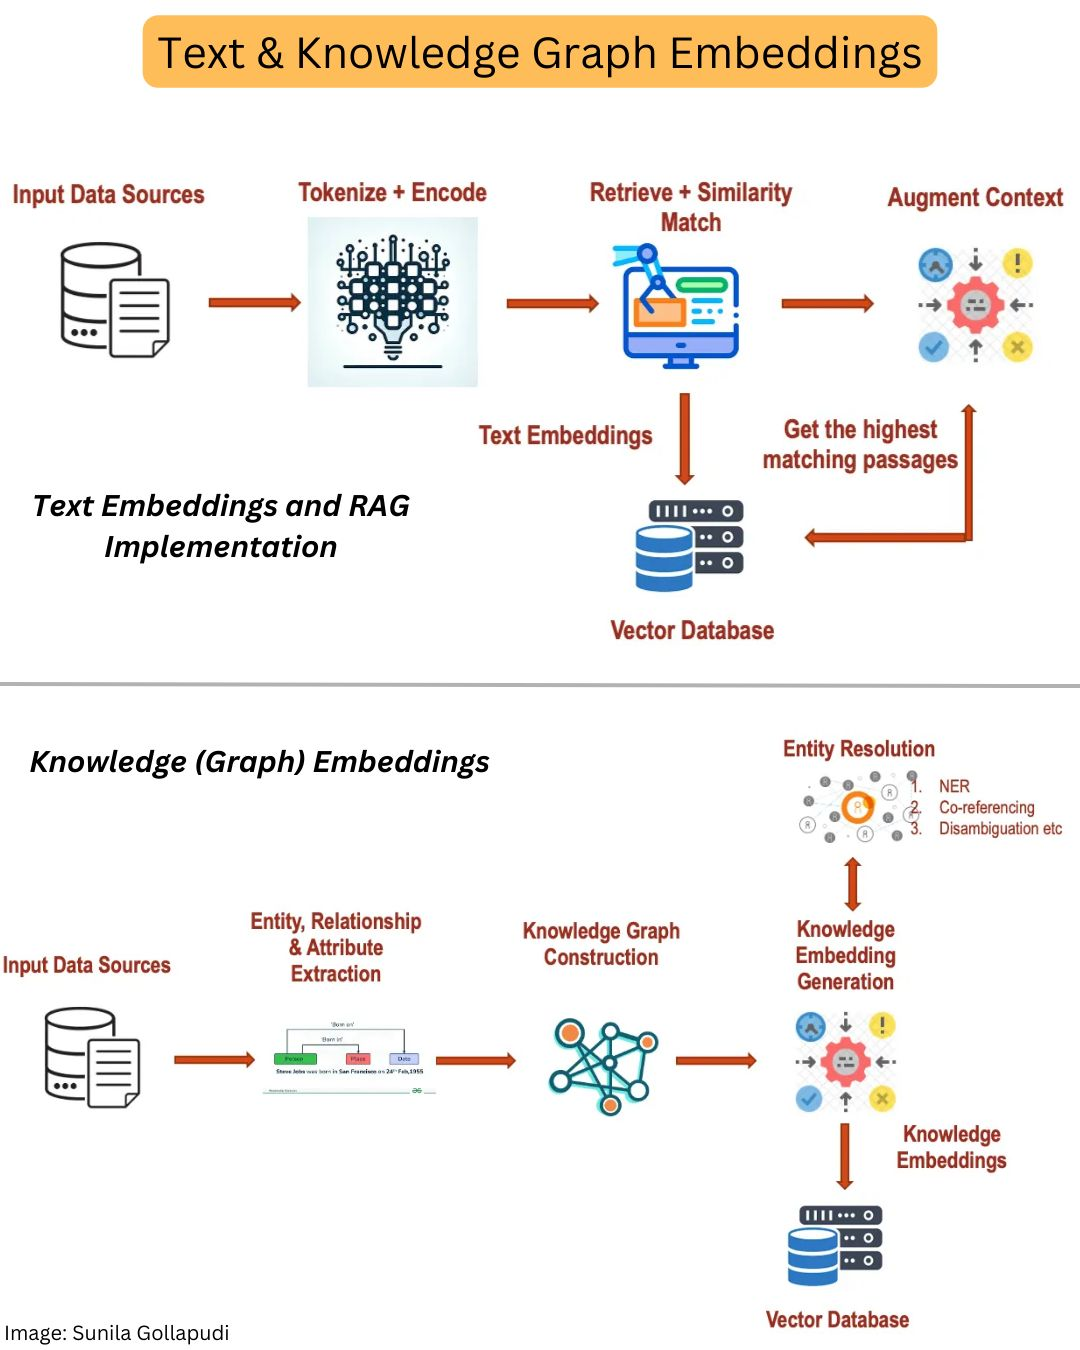 Text & Knowledge Graph Embeddings
Input Data Sources
Tokenize + Encode
Retrieve + Similarity
Match
Augment Context
Text Embeddings
Get the highest
matching passages
Text Embeddings and RAG
Implementation
Vector Database
Knowledge (Graph) Embeddings
Entity Resolution
1. NER
2. Co-referencing
3. Disambiguation etc
Input Data Sources
Entity, Relationship
& Attribute
Extraction
Knowledge Graph
Construction
Knowledge
Embedding
Generation
'Born on'
'Born in'
Person
Place
Date
Steve Jobs was born in San Francisco on 24th Feb,1955
Knowledge
Embeddings
Vector Database
Image: Sunila Gollapudi